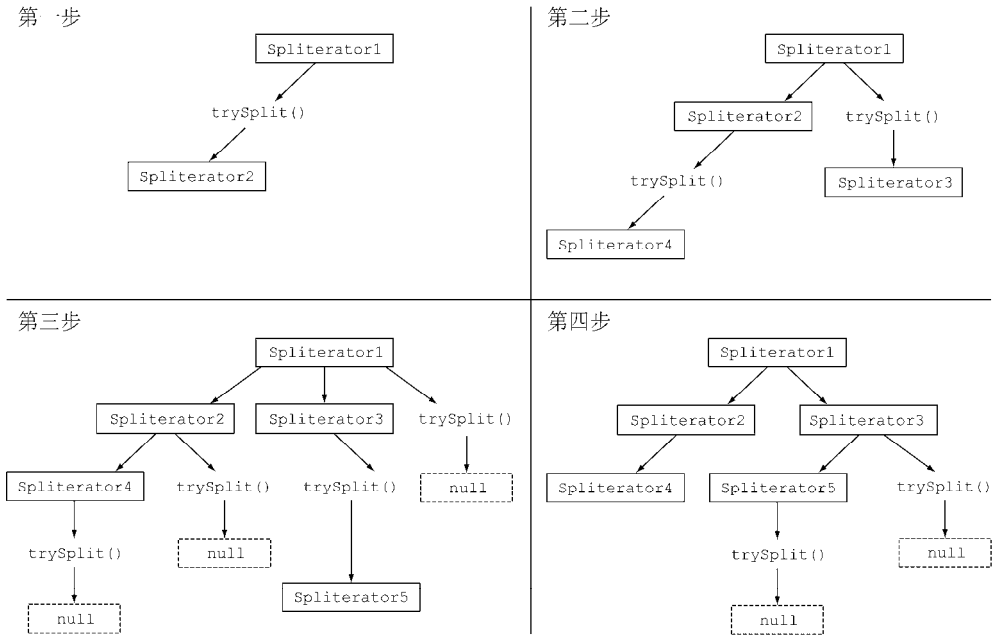 第一步
Spliterator1
trySplit()
Spliterator2
第二步
Spliterator1
Spliterator2
trySplit()
trySplit()
Spliterator3
Spliterator4
第三步
Spliterator1
Spliterator2
Spliterator3
trySplit()
Spliterator4
trySplit()
trySplit()
null
trySplit()
null
Spliterator5
null
第四步
Spliterator1
Spliterator2
Spliterator3
Spliterator4
Spliterator5
trySplit()
trySplit()
null
null